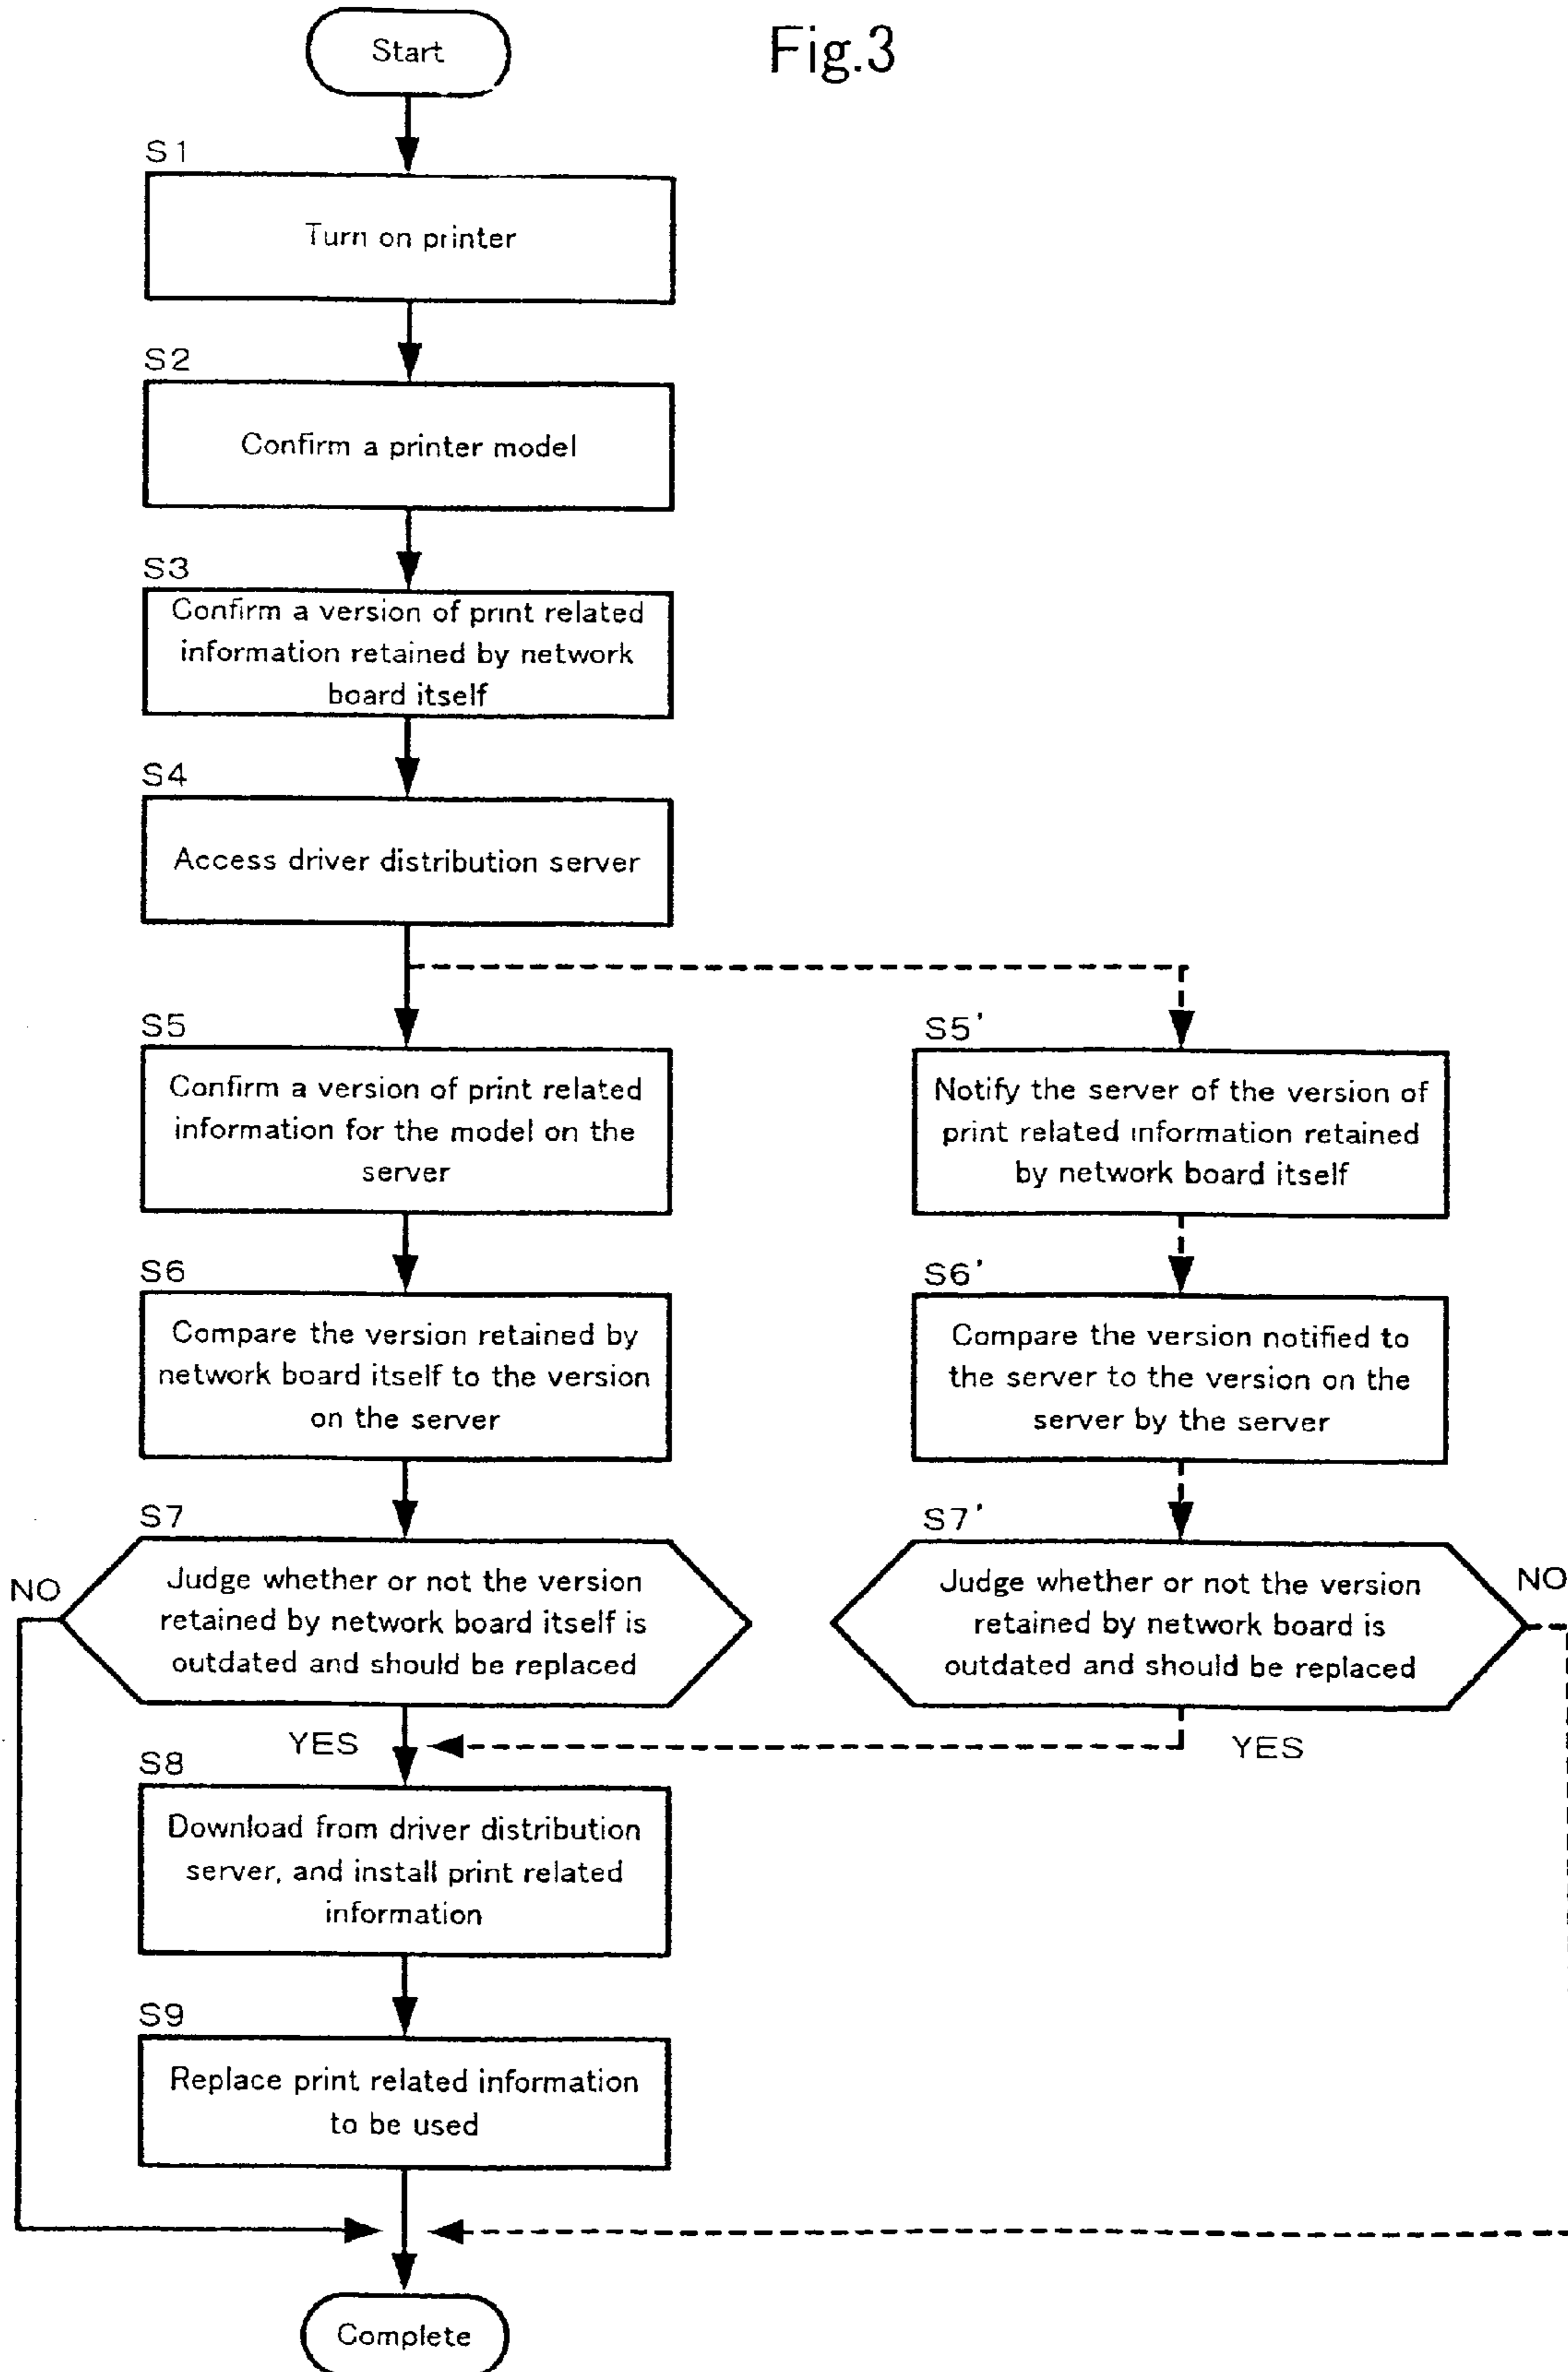 Fig.3
Start
S1
Turn on printer
S2
Confirm a printer model
S3
Confirm a version of print related
information retained by network
board itself
S4
Access driver distribution server
S5
Confirm a version of print related
information for the model on the
server
S5'
Notify the server of the version of
print related information retained
by network board itself
S6
Compare the version retained by
network board itself to the version
on the server
S6'
Compare the version notified to
the server to the version on the
server by the server
S7
NO
Judge whether or not the version
retained by network board itself is
outdated and should be replaced
YES
S7'
NO
Judge whether or not the version
retained by network board is
outdated and should be replaced
YES
S8
Download from driver distribution
server, and install print related
information
S9
Replace print related information
to be used
Complete